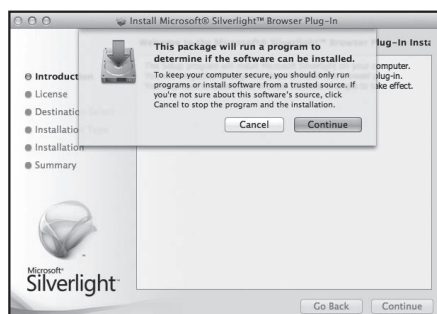 Install Microsoft® Silverlight™ Browser Plug-In
lug-in Insta
This package will run a program to
determine if the software can be installed.
To keep your computer secure, you should only run
programs or install software from a trusted source. If
you're not sure about this software's source, click
Cancel to stop the program and the installation.
Cancel
Continue
omputer.
plug-in.
ake effect.
Introduct
License
Destinatio
Installatio
Installation
Summary
Microsoft®
Silverlight™
Go Back
Continue